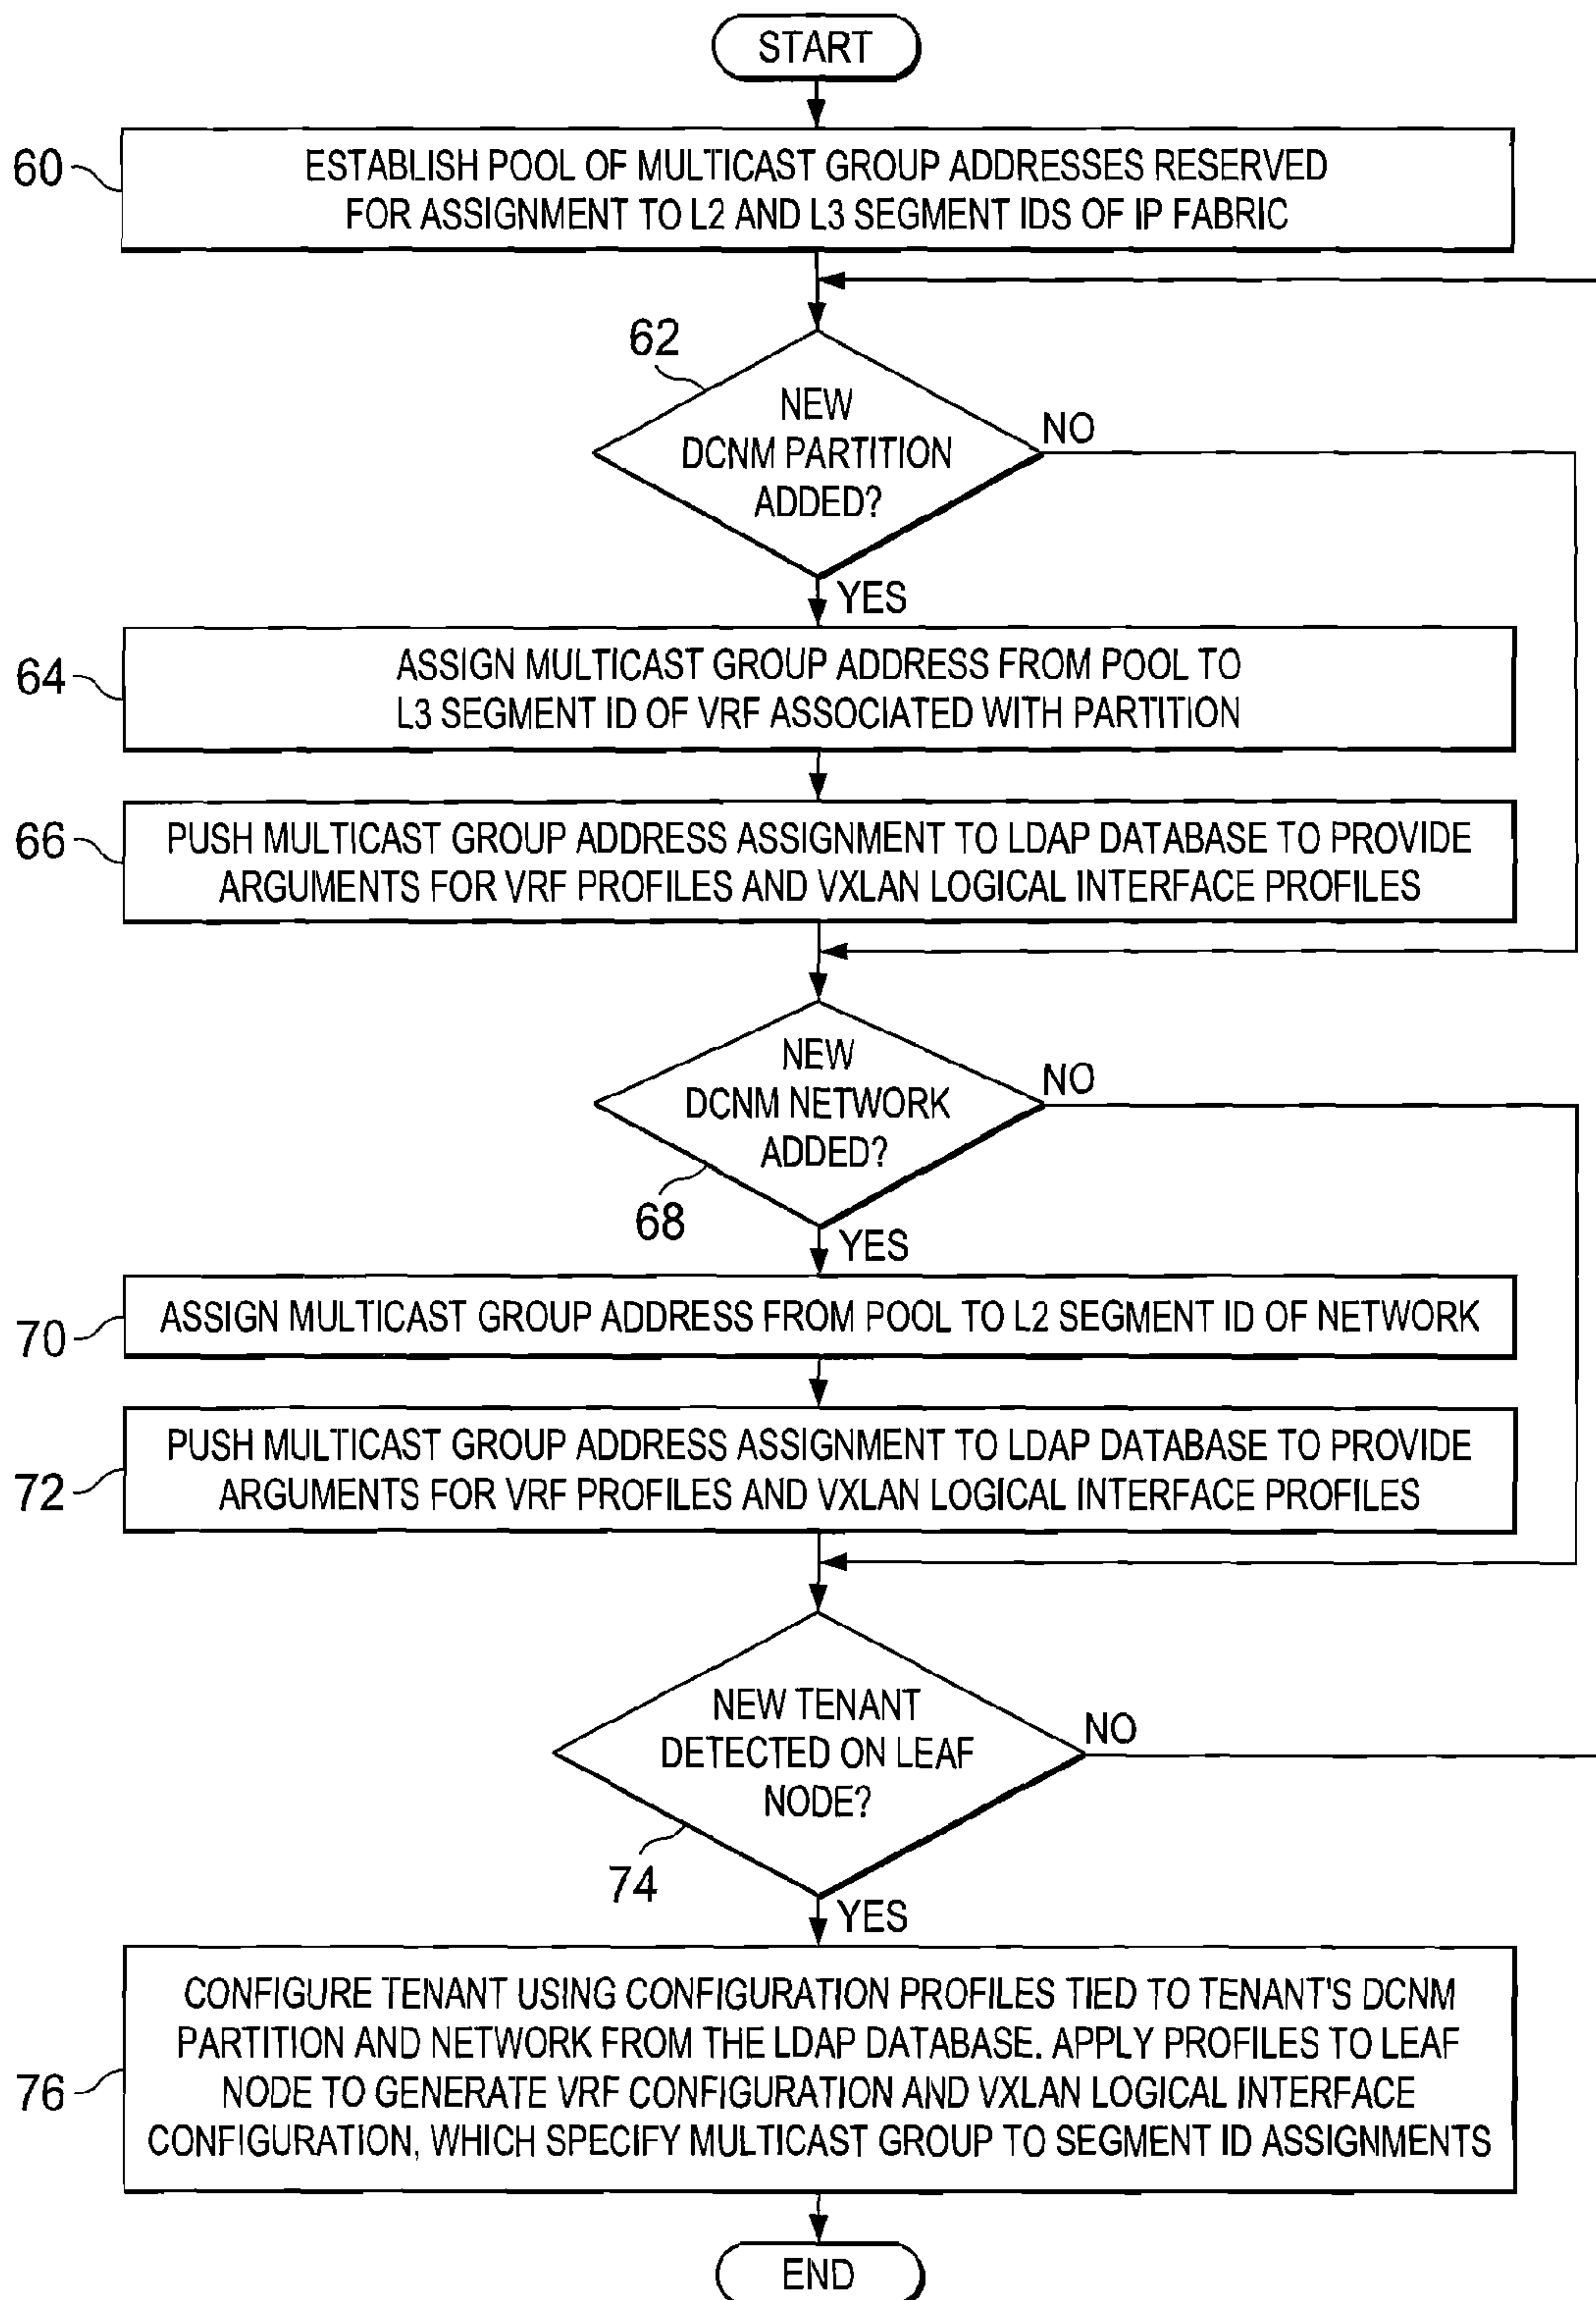 START
60
ESTABLISH POOL OF MULTICAST GROUP ADDRESSES RESERVED
FOR ASSIGNMENT TO L2 AND L3 SEGMENT IDS OF IP FABRIC
62
NEW
DCNM PARTITION
ADDED?
NO
YES
64
ASSIGN MULTICAST GROUP ADDRESS FROM POOL TO
L3 SEGMENT ID OF VRF ASSOCIATED WITH PARTITION
66
PUSH MULTICAST GROUP ADDRESS ASSIGNMENT TO LDAP DATABASE TO PROVIDE
ARGUMENTS FOR VRF PROFILES AND VXLAN LOGICAL INTERFACE PROFILES
NEW
DCNM NETWORK
ADDED?
NO
68
YES
70
ASSIGN MULTICAST GROUP ADDRESS FROM POOL TO L2 SEGMENT ID OF NETWORK
72
PUSH MULTICAST GROUP ADDRESS ASSIGNMENT TO LDAP DATABASE TO PROVIDE
ARGUMENTS FOR VRF PROFILES AND VXLAN LOGICAL INTERFACE PROFILES
NEW TENANT
DETECTED ON LEAF
NODE?
NO
74
YES
76
CONFIGURE TENANT USING CONFIGURATION PROFILES TIED TO TENANT'S DCNM
PARTITION AND NETWORK FROM THE LDAP DATABASE. APPLY PROFILES TO LEAF
NODE TO GENERATE VRF CONFIGURATION AND VXLAN LOGICAL INTERFACE
CONFIGURATION, WHICH SPECIFY MULTICAST GROUP TO SEGMENT ID ASSIGNMENTS
END